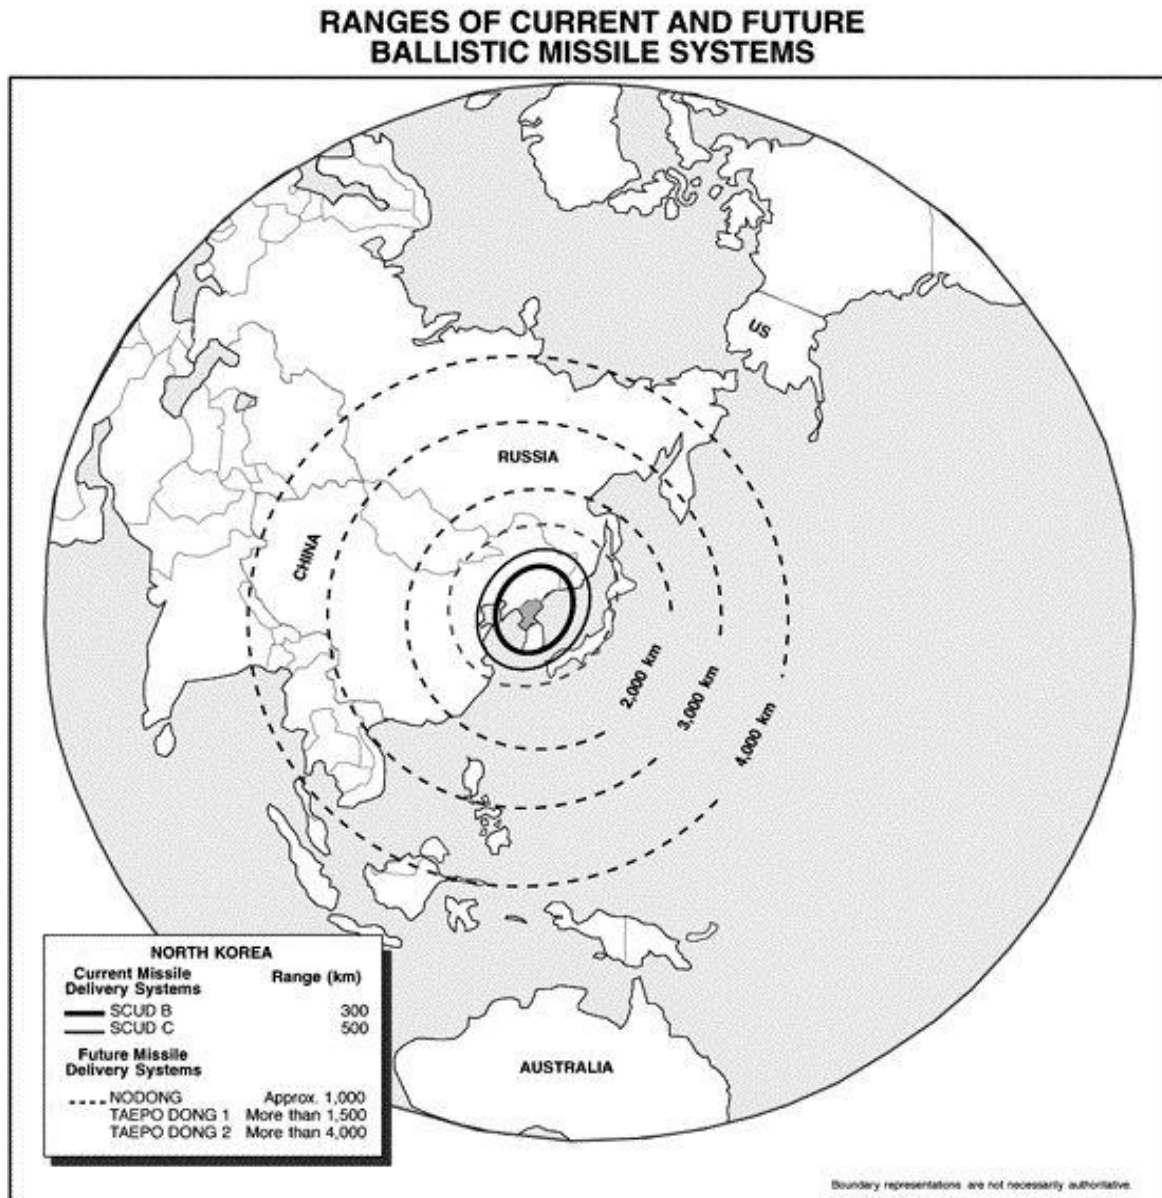 RANGES OF CURRENT AND FUTURE
BALLISTIC MISSILE SYSTEMS
US
RUSSIA
CHINA
2,000 km
3,000 km
4,000 km
AUSTRALIA
NORTH KOREA
Current Missile Delivery Systems Range (km)
SCUD B 300
SCUD C 500
Future Missile
Delivery Systems
NODONG Approx. 1,000
TAEPO DONG 1 More than 1,500
TAEPO DONG 2 More than 4,000
Boundary representations are not necessarily authoritative.